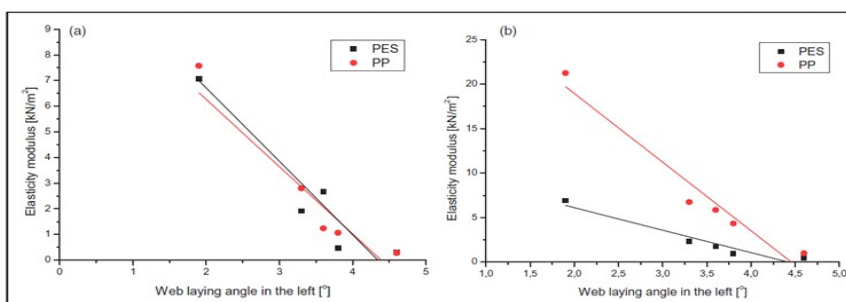 (a)
PES
PP
Elasticity modulus [kN/m²]
9
8
7
6
5
4
3
2
1
0
0 1 2 3 4 5
Web laying angle in the left [°]
(b)
PES
PP
Elasticity modulus [kN/m²]
25
20
15
10
5
0
1,0 1,5 2,0 2,5 3,0 3,5 4,0 4,5 5,0
Web laying angle in the left [°]